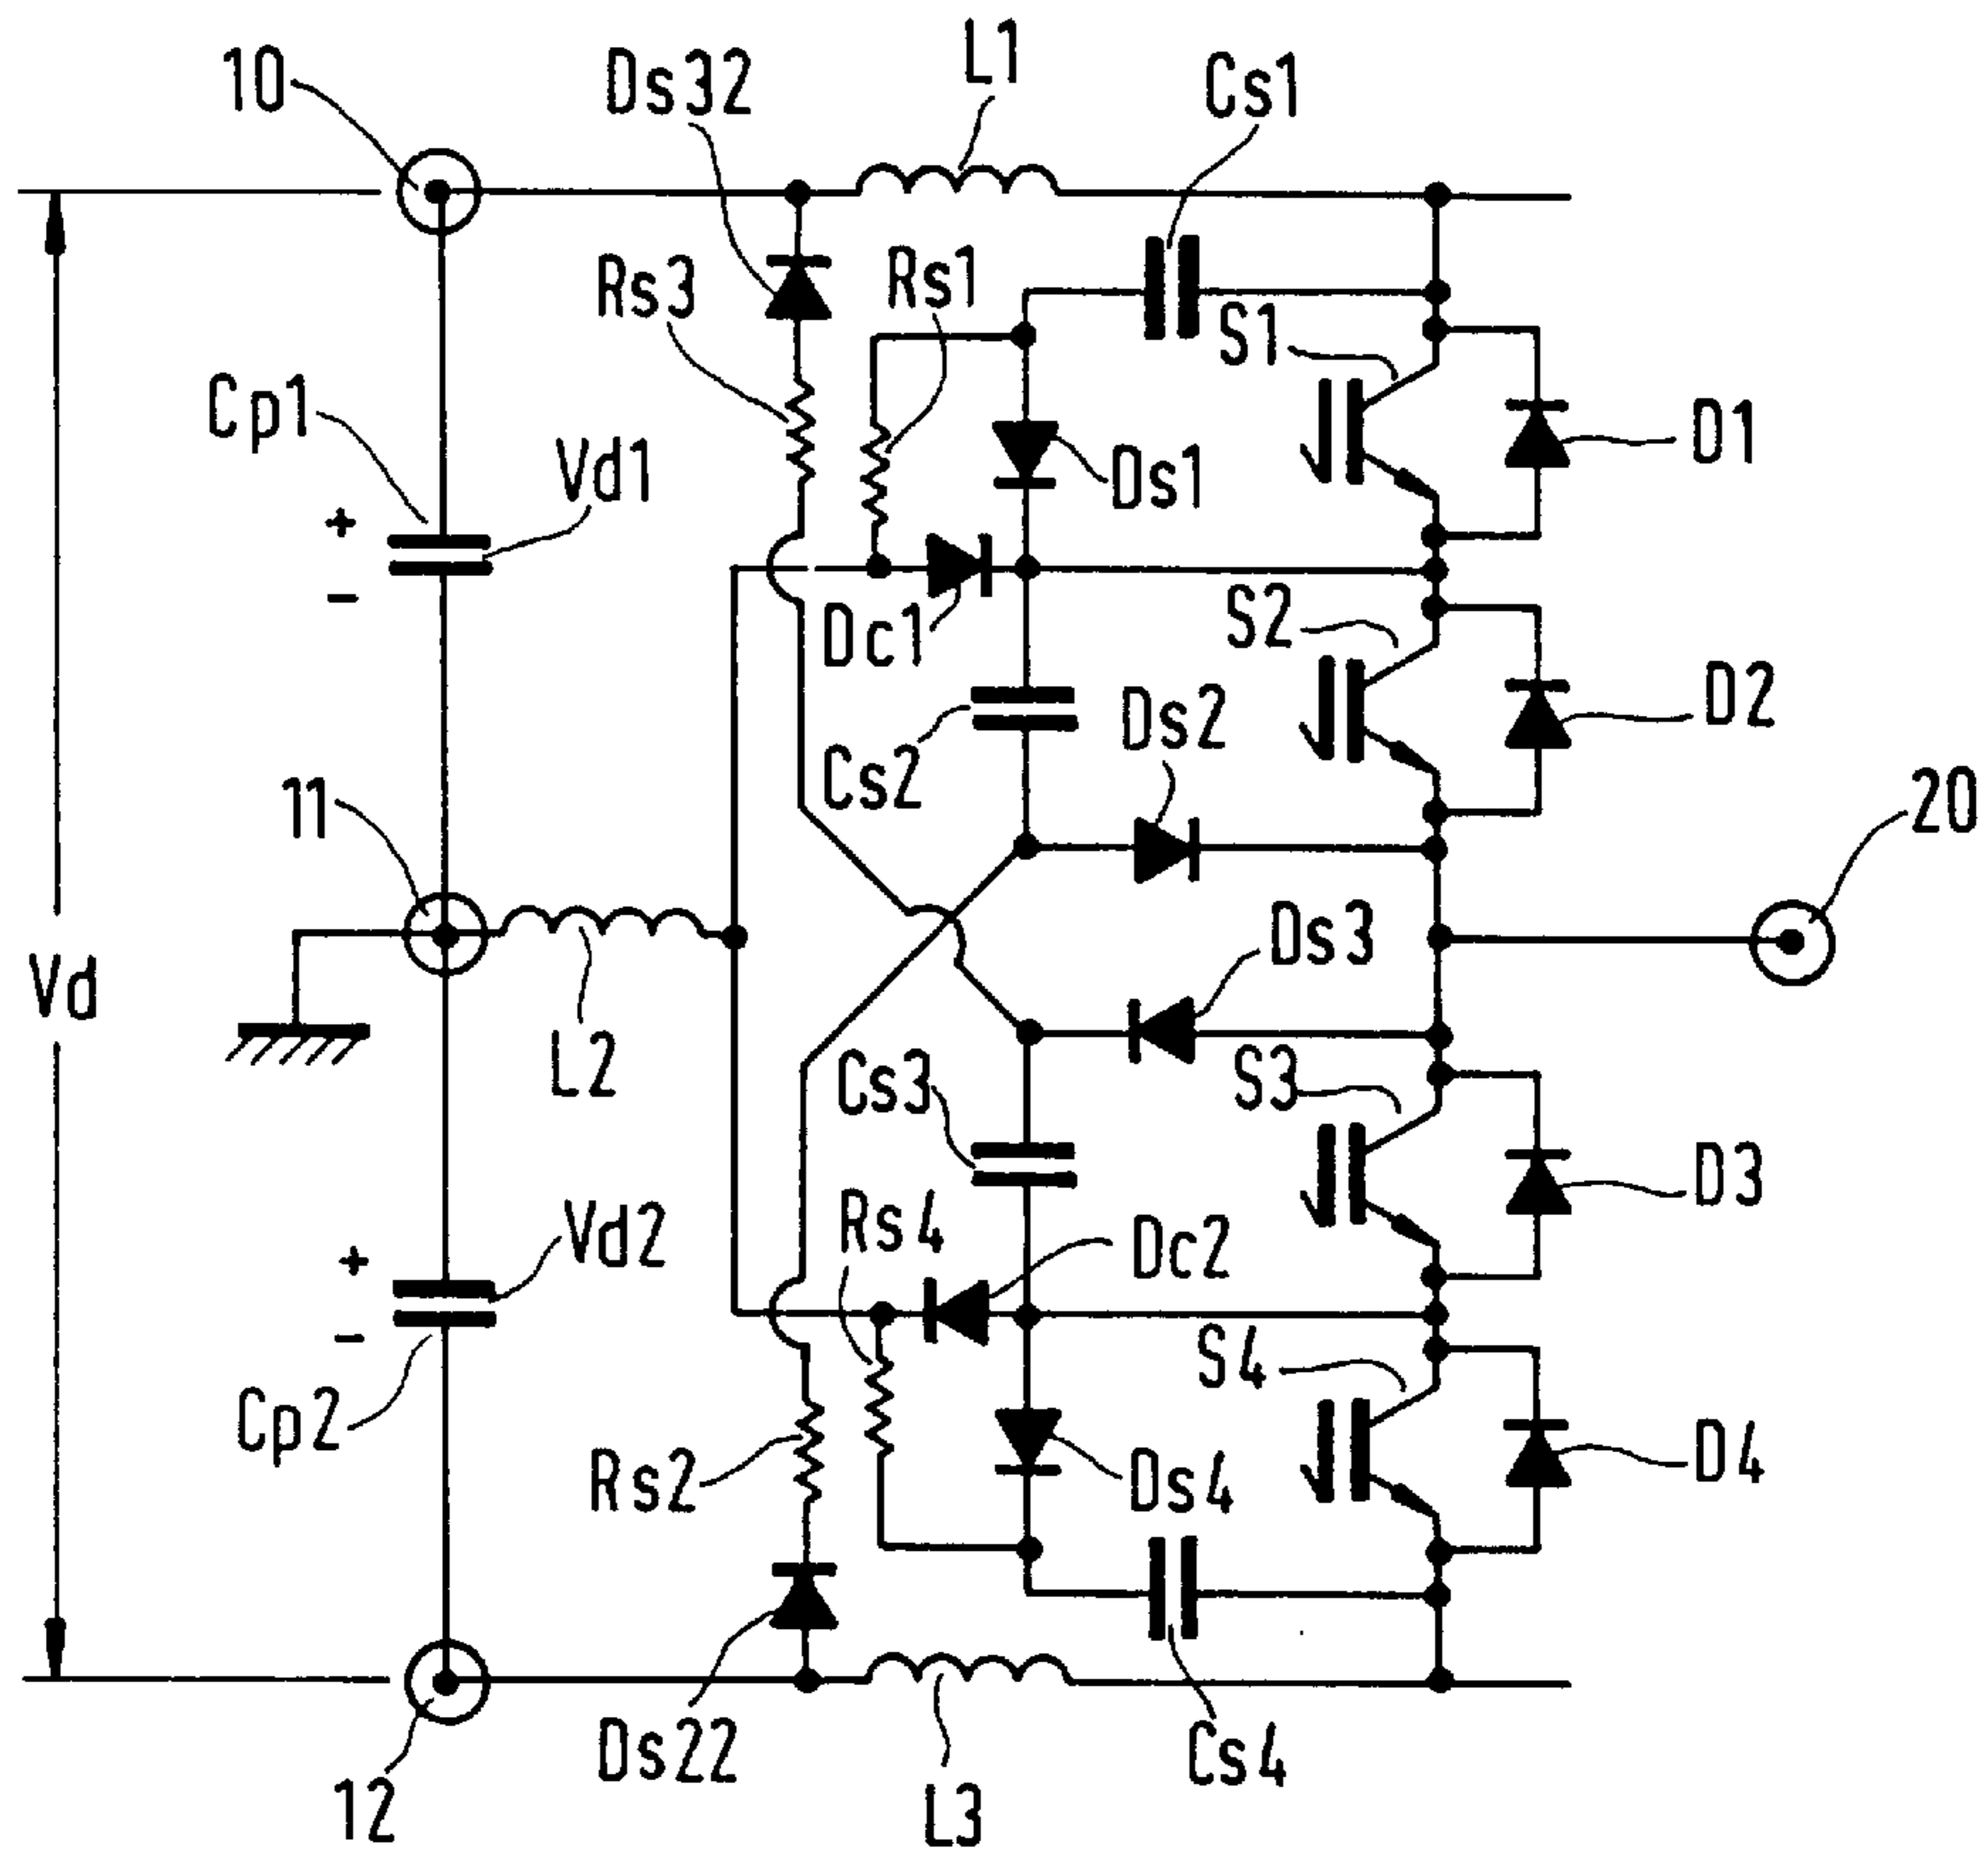 L1
10
Ds32
Cs1
Rs3
Rs1
S1
Cp1
D1
Vd1
Ds1
+
-
S2
Dc1
D2
Ds2
Cs2
11
20
Ds3
Vd
L2
Cs3
S3
D3
Rs4
Vd2
Dc2
+
-
S4
Cp2
D4
Rs2
Ds4
Ds22
Cs4
12
L3